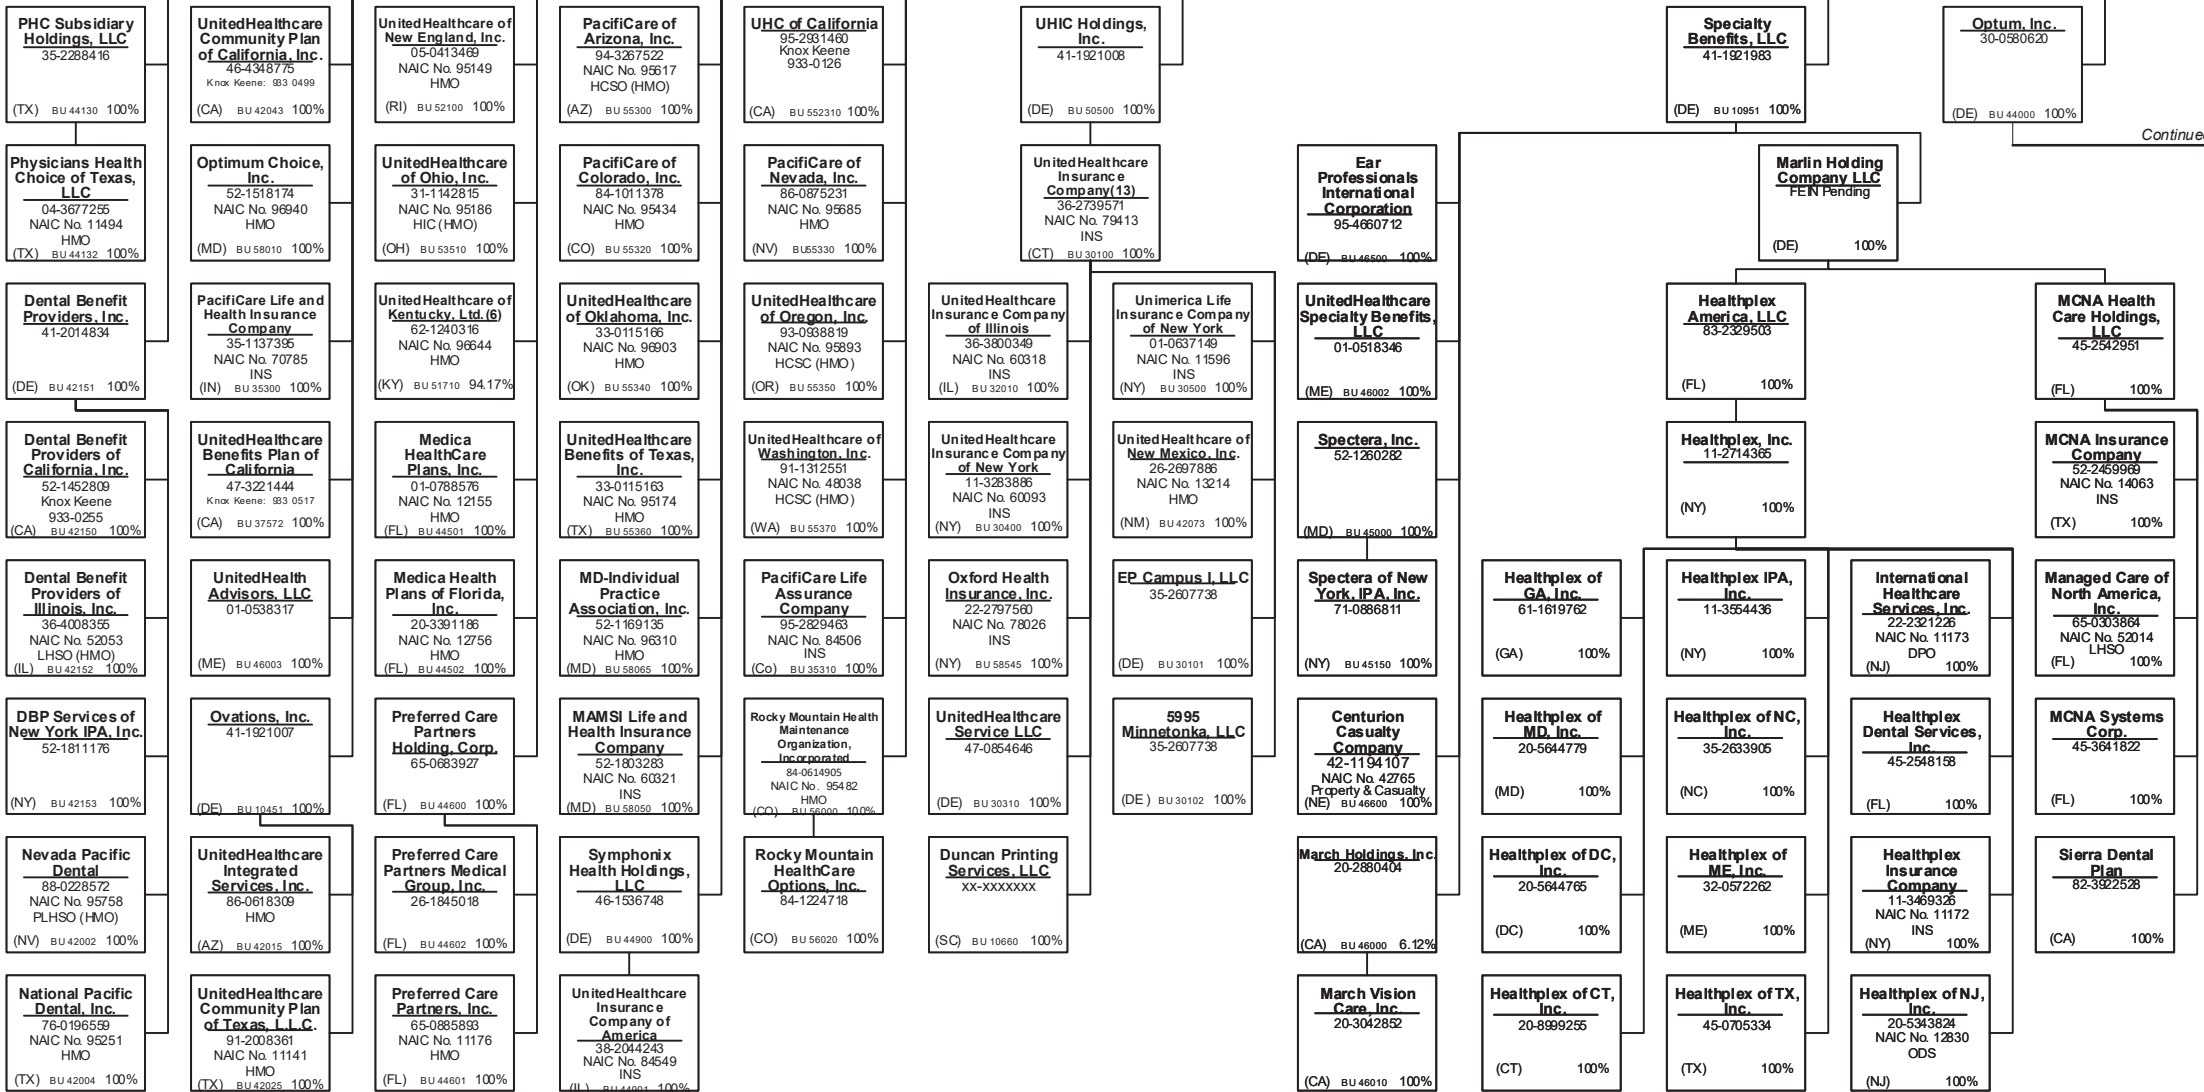 PHC Subsidiary
Holdings, LLC
35-2288416
(TX) BU 44130 100%
UnitedHealthcare
Community Plan
of California, Inc.
46-4348775
Knox Keene: 933 0499
(CA) BU 42043 100%
United Healthcare of
New England, Inc.
05-0413469
NAIC No. 95149
HMO
(RI) BU 52100 100%
PacifiCare of
Arizona, Inc.
94-3267522
NAIC No. 95617
HCSO (HMO)
(AZ) BU 55300 100%
UHC of California
95-2931460
Knox Keene
933-0126
(CA) BU 552310 100%
UHIC Holdings,
Inc.
41-1921008
(DE) BU 50500 100%
Specialty
Benefits, LLC
41-1921983
(DE) BU 10951 100%
Optum, Inc.
30-0580620
(DE) BU 44000 100%
Continued
Physicians Health
Choice of Texas,
LLC
04-3677255
NAIC No. 11494
HMO
(TX) BU 44132 100%
Optimum Choice,
Inc.
52-1518174
NAIC No. 96940
HMO
(MD) BU 58010 100%
UnitedHealthcare
of Ohio, Inc.
31-1142815
NAIC No. 95186
HIC (HMO)
(OH) BU 53510 100%
PacifiCare of
Colorado, Inc.
84-1011378
NAIC No. 95434
HMO
(CO) BU 55320 100%
PacifiCare of
Nevada, Inc.
86-0875231
NAIC No. 95685
HMO
(NV) BU55330 100%
United Healthcare
Insurance
Company(13)
36-2739571
NAIC No. 79413
INS
(CT) BU 30100 100%
Ear
Professionals
International
Corporation
95-4660712
(DE) BU 46500 100%
Marlin Holding
Company LLC
FEIN Pending
(DE) 100%
Dental Benefit
Providers, Inc.
41-2014834
(DE) BU 42151 100%
PacifiCare Life and
Health Insurance
Company
35-1137395
NAIC No. 70785
INS
(IN) BU 35300 100%
United Healthcare of
Kentucky, Ltd.(6)
62-1240316
NAIC No. 96644
HMO
(KY) BU 51710 94.17%
UnitedHealthcare
of Oklahoma, Inc.
33-0115166
NAIC No. 96903
HMO
(OK) BU 55340 100%
UnitedHealthcare
of Oregon, Inc.
93-0938819
NAIC No. 95893
HCSC (HMO)
(OR) BU 55350 100%
United Healthcare
Insurance Company
of Illinois
36-3800349
NAIC No. 60318
INS
(IL) BU 32010 100%
Unimerica Life
Insurance Company
of New York
01-0637149
NAIC No. 11596
INS
(NY) BU 30500 100%
UnitedHealthcare
Specialty Benefits,
LLC
01-0518346
(ME) BU 46002 100%
Healthplex
America, LLC
83-2329503
(FL) 100%
MCNA Health
Care Holdings,
LLC
45-2542951
(FL) 100%
Dental Benefit
Providers of
California, Inc.
52-1452809
Knox Keene
933-0255
(CA) BU 42150 100%
UnitedHealthcare
Benefits Plan of
California
47-3221444
Knox Keene: 933 0517
(CA) BU 37572 100%
Medica
HealthCare
Plans, Inc.
01-0788576
NAIC No. 12155
HMO
(FL) BU 44501 100%
UnitedHealthcare
Benefits of Texas,
Inc.
33-0115163
NAIC No. 95174
HMO
(TX) BU 55360 100%
United Healthcare of
Washington, Inc.
91-1312551
NAIC No. 48038
HCSC (HMO)
(WA) BU 55370 100%
United Healthcare
Insurance Company
of New York
11-3283886
NAIC No. 60093
INS
(NY) BU 30400 100%
United Healthcare of
New Mexico, Inc.
26-2697886
NAIC No. 13214
HMO
(NM) BU 42073 100%
Spectera, Inc.
52-1260282
(MD) BU 45000 100%
Healthplex, Inc.
11-2714365
(NY) 100%
MCNA Insurance
Company
52-2459969
NAIC No. 14063
INS
(TX) 100%
Dental Benefit
Providers of
Illinois, Inc.
36-4008355
NAIC No. 52053
LHSO (HMO)
(IL) BU 42152 100%
UnitedHealth
Advisors, LLC
01-0538317
(ME) BU 46003 100%
Medica Health
Plans of Florida,
Inc.
20-3391186
NAIC No. 12756
HMO
(FL) BU 44502 100%
MD-Individual
Practice
Association, Inc.
52-1169135
NAIC No. 96310
HMO
(MD) BU 58065 100%
PacifiCare Life
Assurance
Company
95-2829463
NAIC No. 84506
INS
(Co) BU 35310 100%
Oxford Health
Insurance, Inc.
22-2797560
NAIC No. 78026
INS
(NY) BU 58545 100%
EP Campus I, LLC
35-2607738
(DE) BU 30101 100%
Spectera of New
York, IPA, Inc.
71-0886811
(NY) BU 45150 100%
Healthplex of
GA, Inc.
61-1619762
(GA) 100%
Healthplex IPA,
Inc.
11-3554436
(NY) 100%
International
Healthcare
Services, Inc.
22-2321226
NAIC No. 11173
DPO
(NJ) 100%
Managed Care of
North America,
Inc.
65-0303864
NAIC No. 52014
LHSO
(FL) 100%
DBP Services of
New York IPA, Inc.
52-1811176
(NY) BU 42153 100%
Ovations, Inc.
41-1921007
(DE) BU 10451 100%
Preferred Care
Partners
Holding, Corp.
65-0683927
(FL) BU 44600 100%
MAMSI Life and
Health Insurance
Company
52-1803283
NAIC No. 60321
INS
(MD) BU 58050 100%
Rocky Mountain Health
Maintenance
Organization,
Incorporated
84-0614905
NAIC No. 95482
HMO
(CO) BU 56000 100%
UnitedHealthcare
Service LLC
47-0854646
(DE) BU 30310 100%
5995
Minnetonka, LLC
35-2607738
(DE ) BU 30102 100%
Centurion
Casualty
Company
42-1194107
NAIC No. 42765
Property & Casualty
(NE) BU 46600 100%
Healthplex of
MD, Inc.
20-5644779
(MD) 100%
Healthplex of NC,
Inc.
35-2633905
(NC) 100%
Healthplex
Dental Services,
Inc.
45-2548158
(FL) 100%
MCNA Systems
Corp.
45-3641822
(FL) 100%
Nevada Pacific
Dental
88-0228572
NAIC No. 95758
PLHSO (HMO)
(NV) BU 42002 100%
UnitedHealthcare
Integrated
Services, Inc.
86-0618309
HMO
(AZ) BU 42015 100%
Preferred Care
Partners Medical
Group, Inc.
26-1845018
(FL) BU 44602 100%
Symphonix
Health Holdings,
LLC
46-1536748
(DE) BU 44900 100%
Rocky Mountain
HealthCare
Options, Inc.
84-1224718
(CO) BU 56020 100%
Duncan Printing
Services, LLC
xx-xxxxxxx
(SC) BU 10660 100%
March Holdings, Inc.
20-2880404
(CA) BU 46000 6.12%
Healthplex of DC,
Inc.
20-5644765
(DC) 100%
Healthplex of
ME, Inc.
32-0572262
(ME) 100%
Healthplex
Insurance
Company
11-3469326
NAIC No. 11172
INS
(NY) 100%
Sierra Dental
Plan
82-3922528
(CA) 100%
National Pacific
Dental, Inc.
76-0196559
NAIC No. 95251
HMO
(TX) BU 42004 100%
UnitedHealthcare
Community Plan
of Texas, L.L.C.
91-2008361
NAIC No. 11141
HMO
(TX) BU 42025 100%
Preferred Care
Partners, Inc.
65-0885893
NAIC No. 11176
HMO
(FL) BU 44601 100%
United Healthcare
Insurance
Company of
America
38-2044243
NAIC No. 84549
INS
(IL) BU 44901 100%
March Vision
Care, Inc.
20-3042852
(CA) BU 46010 100%
Healthplex of CT,
Inc.
20-8999255
(CT) 100%
Healthplex of TX,
Inc.
45-0705334
(TX) 100%
Healthplex of NJ,
Inc.
20-5343824
NAIC No. 12830
ODS
(NJ) 100%